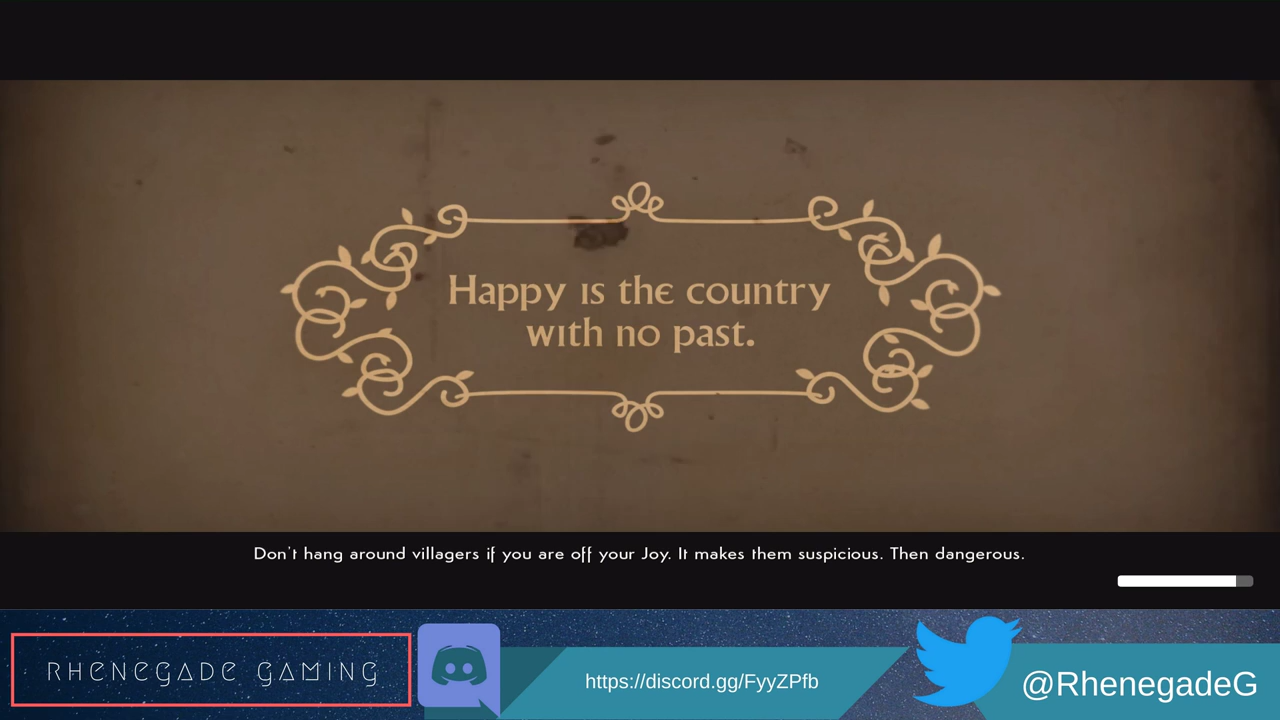 Happy is the country
with no past.
Don't hang around villagers if you are off your Joy. It makes them suspicious. Then dangerous.
RHENEGADE GAMING
https://discord.gg/FyyZPfb
@RhenegadeG